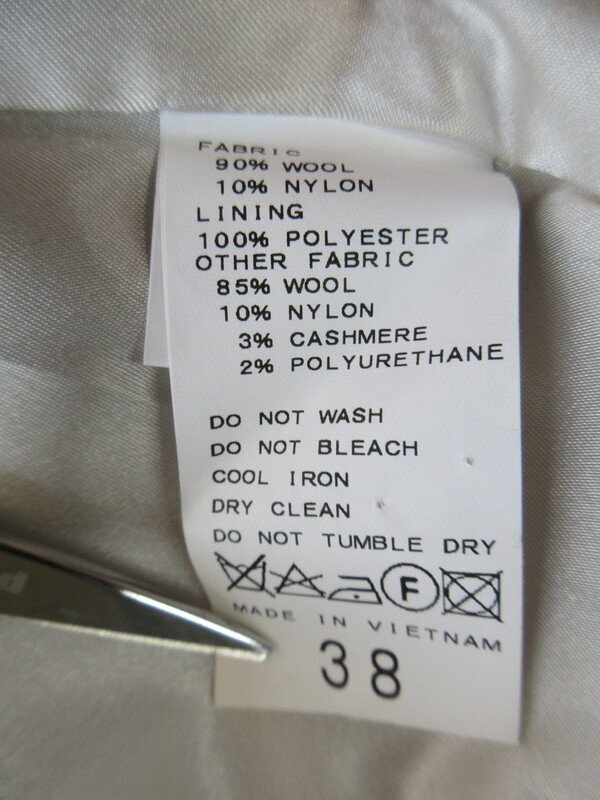 FABRIC
90% WOOL
10% NYLON
LINING
100% POLYESTER
OTHER FABRIC
85% WOOL
10% NYLON
3% CASHMERE
2% POLYURETHANE
DO NOT WASH
DO NOT BLEACH
COOL IRON
DRY CLEAN
DO NOT TUMBLE DRY
F
MADE IN VIETNAM
38